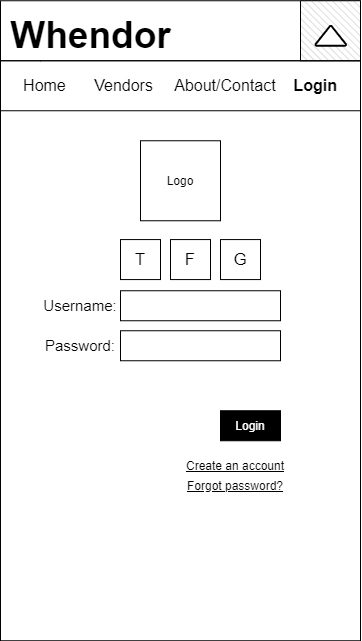 Whendor
Home Vendors About/Contact Login
Logo
T F G
Username:
Password:
Login
Create an account
Forgot password?